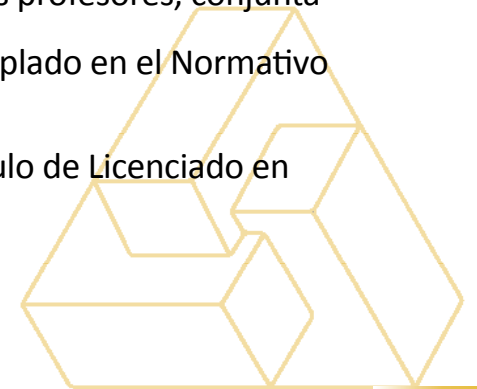 profesores, conjunta
plado en el Normativo
ulo de Licenciado en